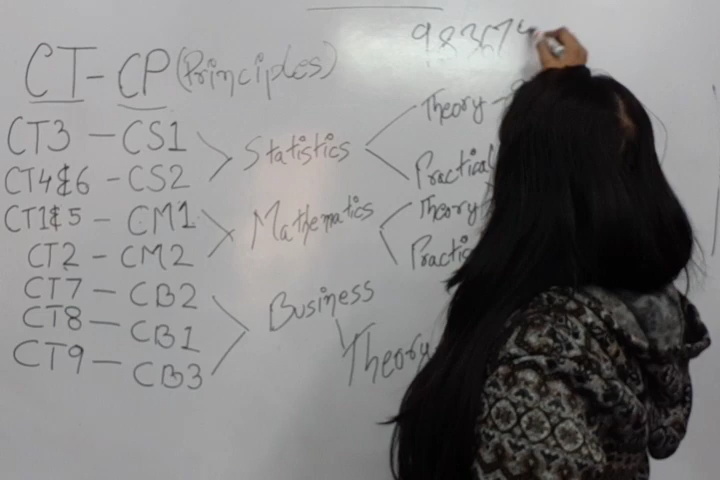 CT-CP (Principles)
CT3 - CS1
CT4&6 - CS2
Statistics
Theory -
Practical
CT1&5 - CM1
CT2 - CM2
Mathematics
Theory
CT7 - CB2
CT8 - CB1
CT9 - CB3
Business
Theory